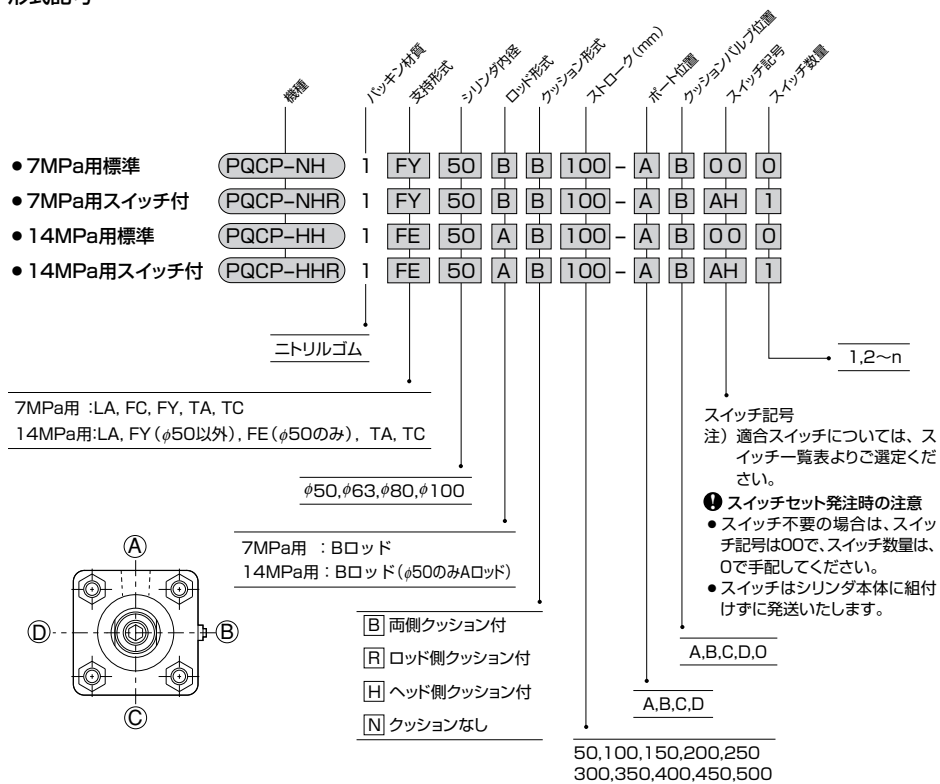 形式記号
機種
パッキン材質
支持形式
シリンダ内径
ロッド形式
クッション形式
ストローク(mm)
ポート位置
クッションバルブ位置
スイッチ記号
スイッチ数量
●7MPa用標準 PQCP-NH 1 FY 50 B B 100 - A B 00 0
●7MPa用スイッチ付 PQCP-NHR 1 FY 50 B B 100 - A B AH 1
●14MPa用標準 PQCP-HH 1 FE 50 A B 100 - A B 00 0
●14MPa用スイッチ付 PQCP-HHR 1 FE 50 A B 100 - A B AH 1
ニトリルゴム
1,2〜n
7MPa用 :LA, FC, FY, TA, TC
14MPa用:LA, FY(φ50以外), FE(φ50のみ), TA, TC
φ50,φ63,φ80,φ100
7MPa用 :Bロッド
14MPa用:Bロッド(φ50のみAロッド)
B 両側クッション付
R ロッド側クッション付
H ヘッド側クッション付
N クッションなし
50,100,150,200,250
300,350,400,450,500
A,B,C,D
A,B,C,D,0
スイッチ記号
注)適合スイッチについては、ス
イッチ一覧表よりご選定くだ
さい。
スイッチセット発注時の注意
●スイッチ不要の場合は、スイッ
チ記号は00で、スイッチ数量は、
0で手配してください。
●スイッチはシリンダ本体に組付
けずに発送いたします。
A
D
B
C